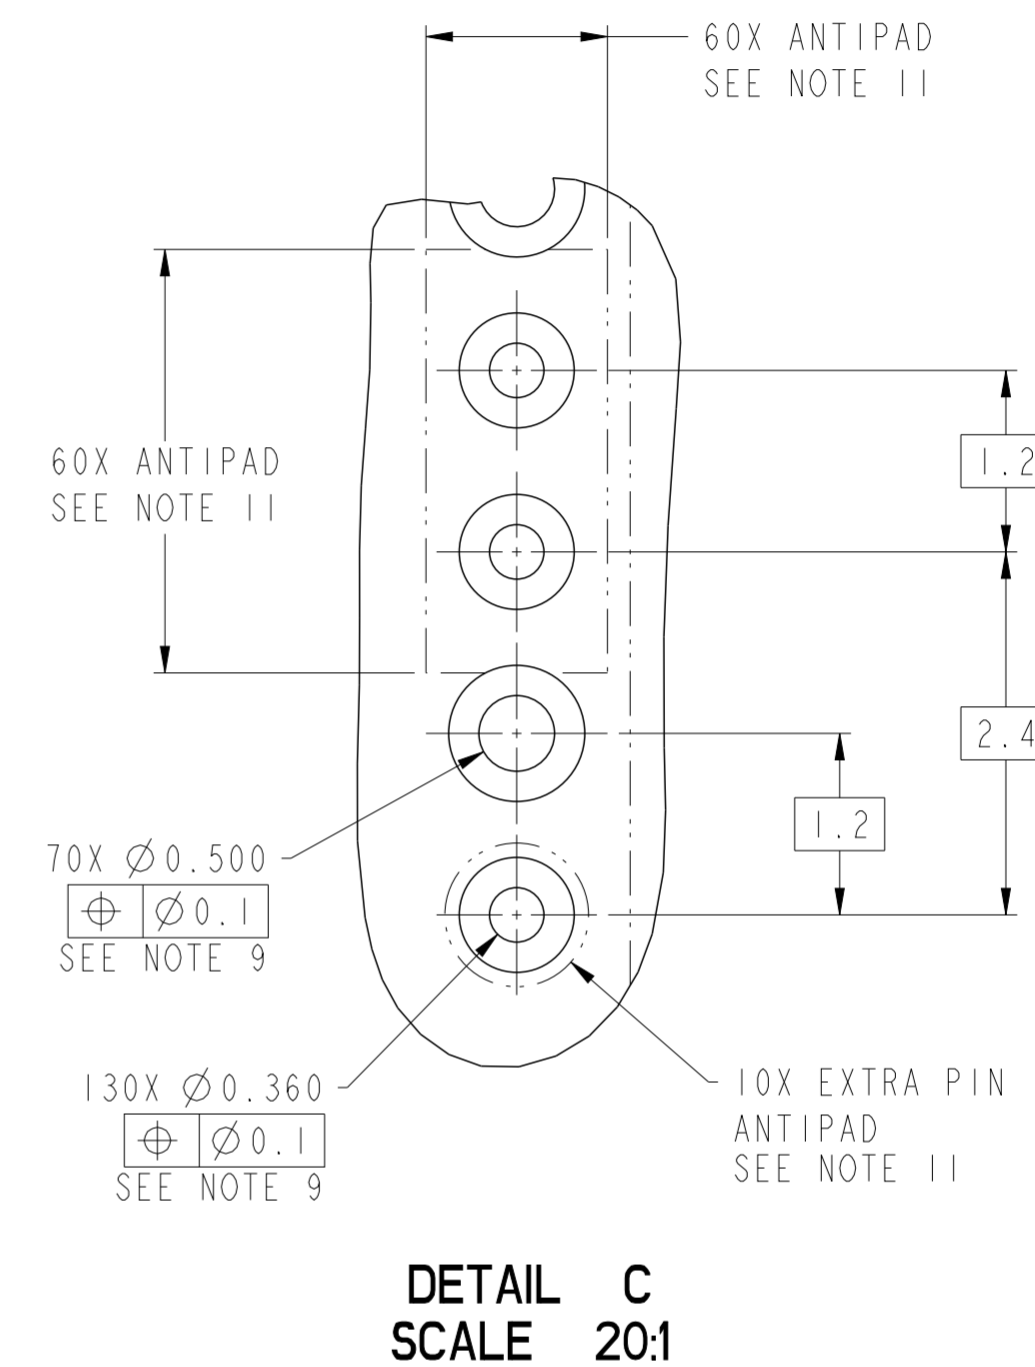 60X ANTIPAD
SEE NOTE 11
60X ANTIPAD
SEE NOTE 11
1.2
2.4
1.2
70X Ø0.500
⌖ Ø0.1
SEE NOTE 9
130X Ø0.360
⌖ Ø0.1
SEE NOTE 9
10X EXTRA PIN
ANTIPAD
SEE NOTE 11
DETAIL C
SCALE 20:1